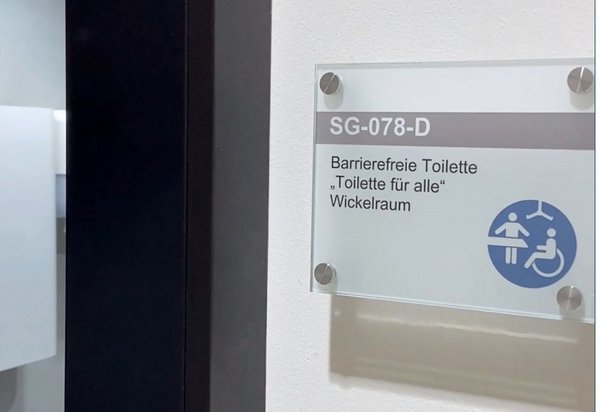 SG-078-D
Barrierefreie Toilette
„Toilette für alle“
Wickelraum